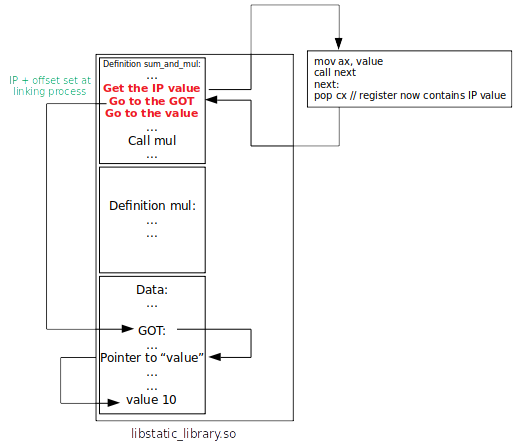 Definition sum_and_mul:
...
Get the IP value
Go to the GOT
Go to the value
...
Call mul
...
IP + offset set at
linking process
mov ax, value
call next
next:
pop cx // register now contains IP value
Definition mul:
...
...
Data:
...
GOT:
...
Pointer to “value”
...
...
value 10
libstatic_library.so